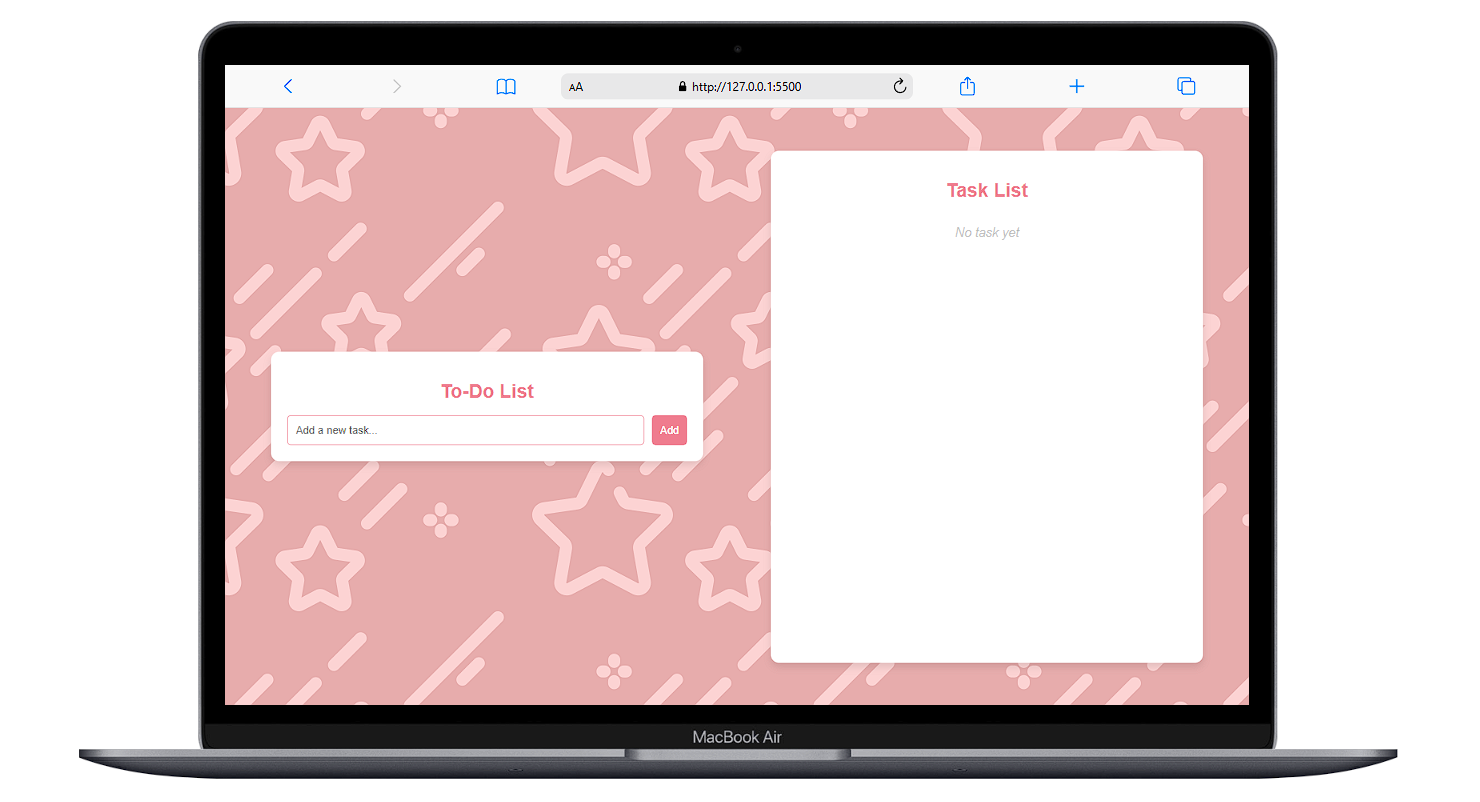 AA
http://127.0.0.1:5500
To-Do List
Add a new task...
Add
Task List
No task yet
MacBook Air